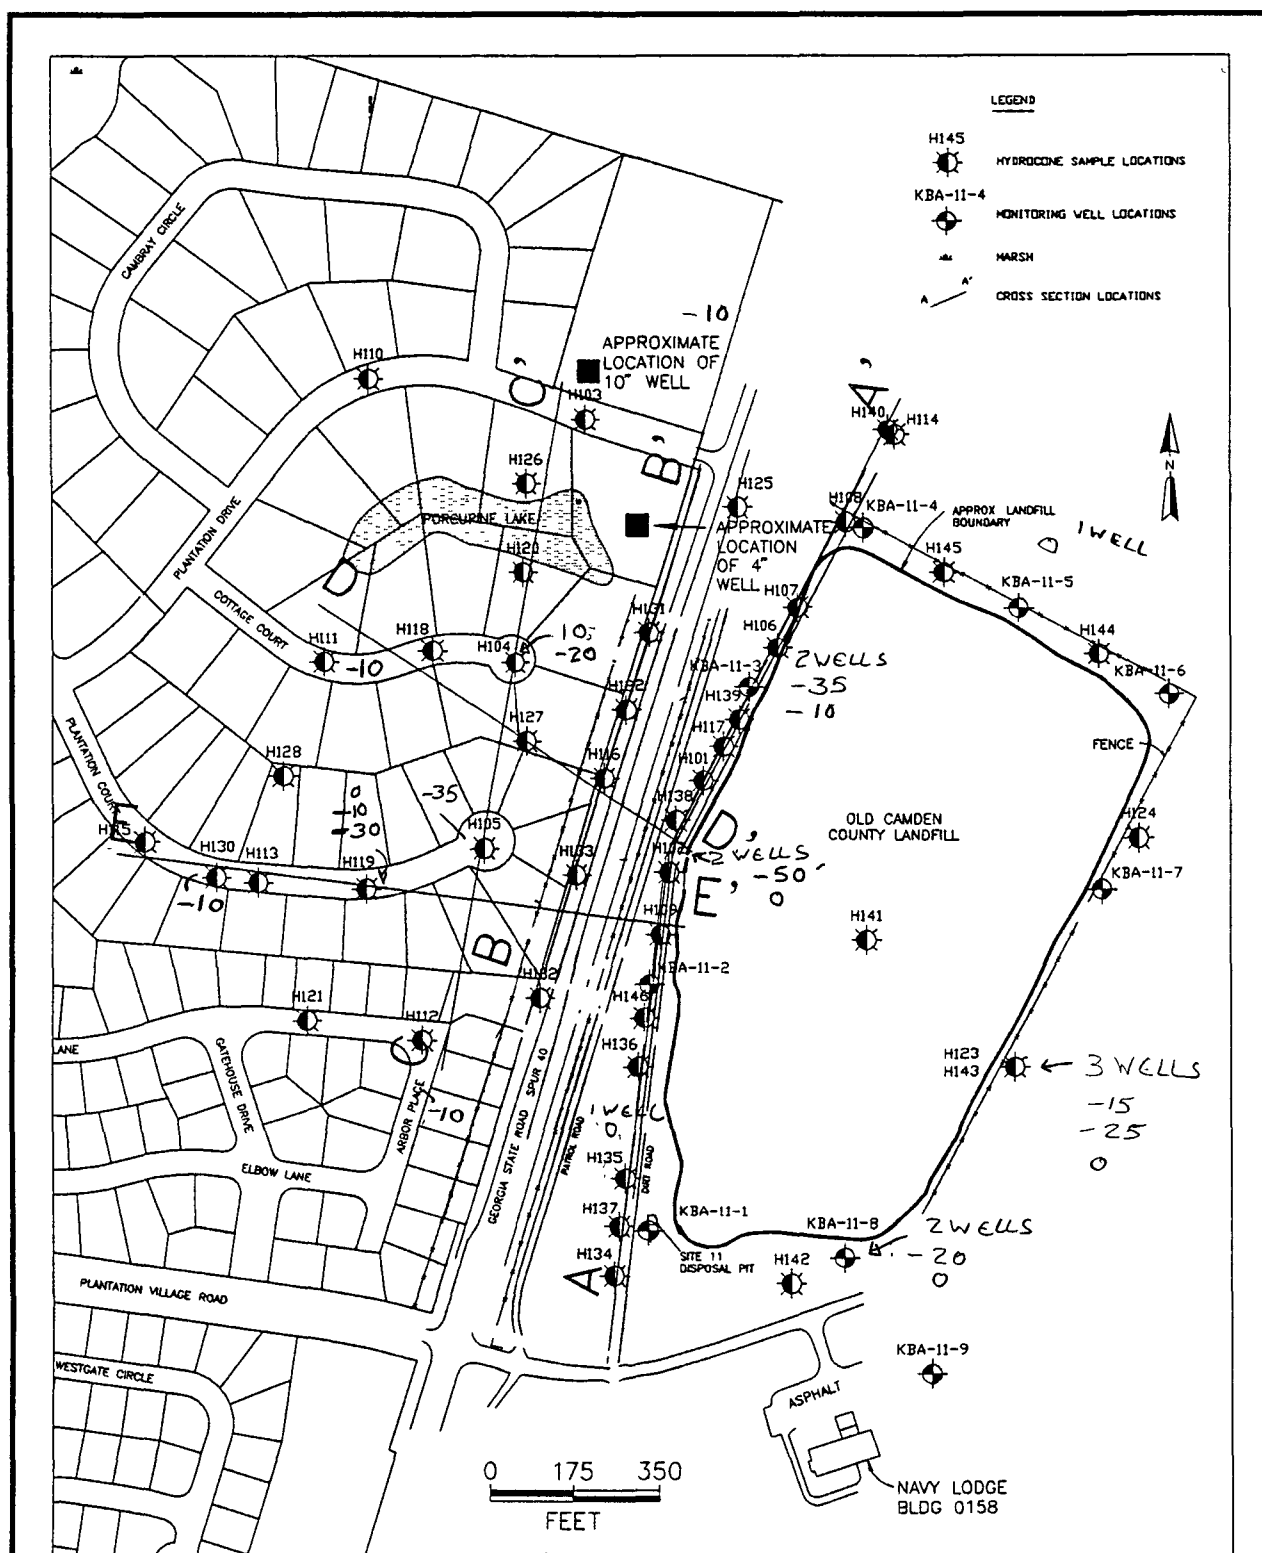 LEGEND
H145
HYDROCONE SAMPLE LOCATIONS
KBA-11-4
MONITORING WELL LOCATIONS
MARSH
A A'
CROSS SECTION LOCATIONS
CAMBRAY CIRCLE
-10
APPROXIMATE
LOCATION OF
10" WELL
H110
C'
H103
A'
H140
H114
B'
H126
H125
H108
KBA-11-4
APPROX LANDFILL
BOUNDARY
N
PLANTATION DRIVE
PORCUPINE LAKE
APPROXIMATE
LOCATION
OF 4"
WELL
1 WELL
0
H145
KBA-11-5
D
H120
H107
COTTAGE COURT
H111
H118
H104
-10
10,
-20
H131
H106
H144
KBA-11-6
2 WELLS
-35
-10
KBA-11-3
H139
H117
H101
H138
FENCE
PLANTATION COURT
H128
H127
H116
0
-10
-30
-35
H105
OLD CAMDEN
COUNTY LANDFILL
H124
KBA-11-7
E
H115
H130
H113
H119
-10
H133
D'
2 WELLS
-50
0
E'
H109
H141
B
KBA-11-2
H146
H121
H112
C
LANE
GATEHOUSE DRIVE
ARBOR PLACE
-10
H136
H123
H143
3 WELLS
-15
-25
0
ELBOW LANE
GEORGIA STATE ROAD SPUR 40
PATROL ROAD
DIRT ROAD
1 WELL
0
H135
H137
KBA-11-1
SITE 11
DISPOSAL PIT
H134
A
H142
KBA-11-8
2 WELLS
-20
0
PLANTATION VILLAGE ROAD
WESTGATE CIRCLE
KBA-11-9
ASPHALT
NAVY LODGE
BLDG 0158
0 175 350
FEET